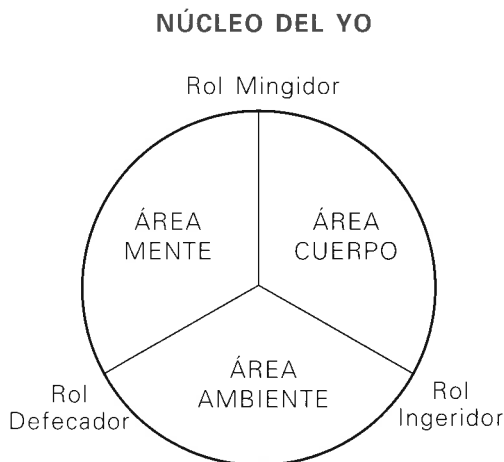 NÚCLEO DEL YO
Rol Mingidor
ÁREA
MENTE
ÁREA
CUERPO
ÁREA
AMBIENTE
Rol
Defecador
Rol
Ingeridor